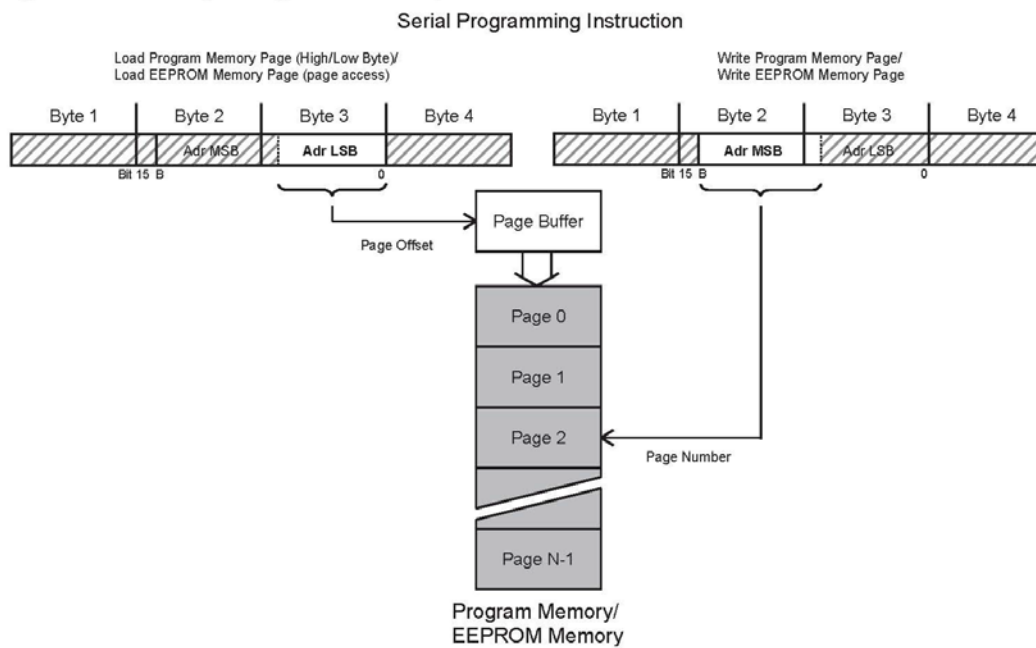 Serial Programming Instruction
Load Program Memory Page (High/Low Byte)/
Load EEPROM Memory Page (page access)
Write Program Memory Page/
Write EEPROM Memory Page
Byte 1 Byte 2 Byte 3 Byte 4
Byte 1 Byte 2 Byte 3 Byte 4
Adr MSB Adr LSB
Adr MSB Adr LSB
Bit 15 B 0
Bit 15 B 0
Page Buffer
Page Offset
Page 0
Page 1
Page 2
Page Number
Page N-1
Program Memory/
EEPROM Memory